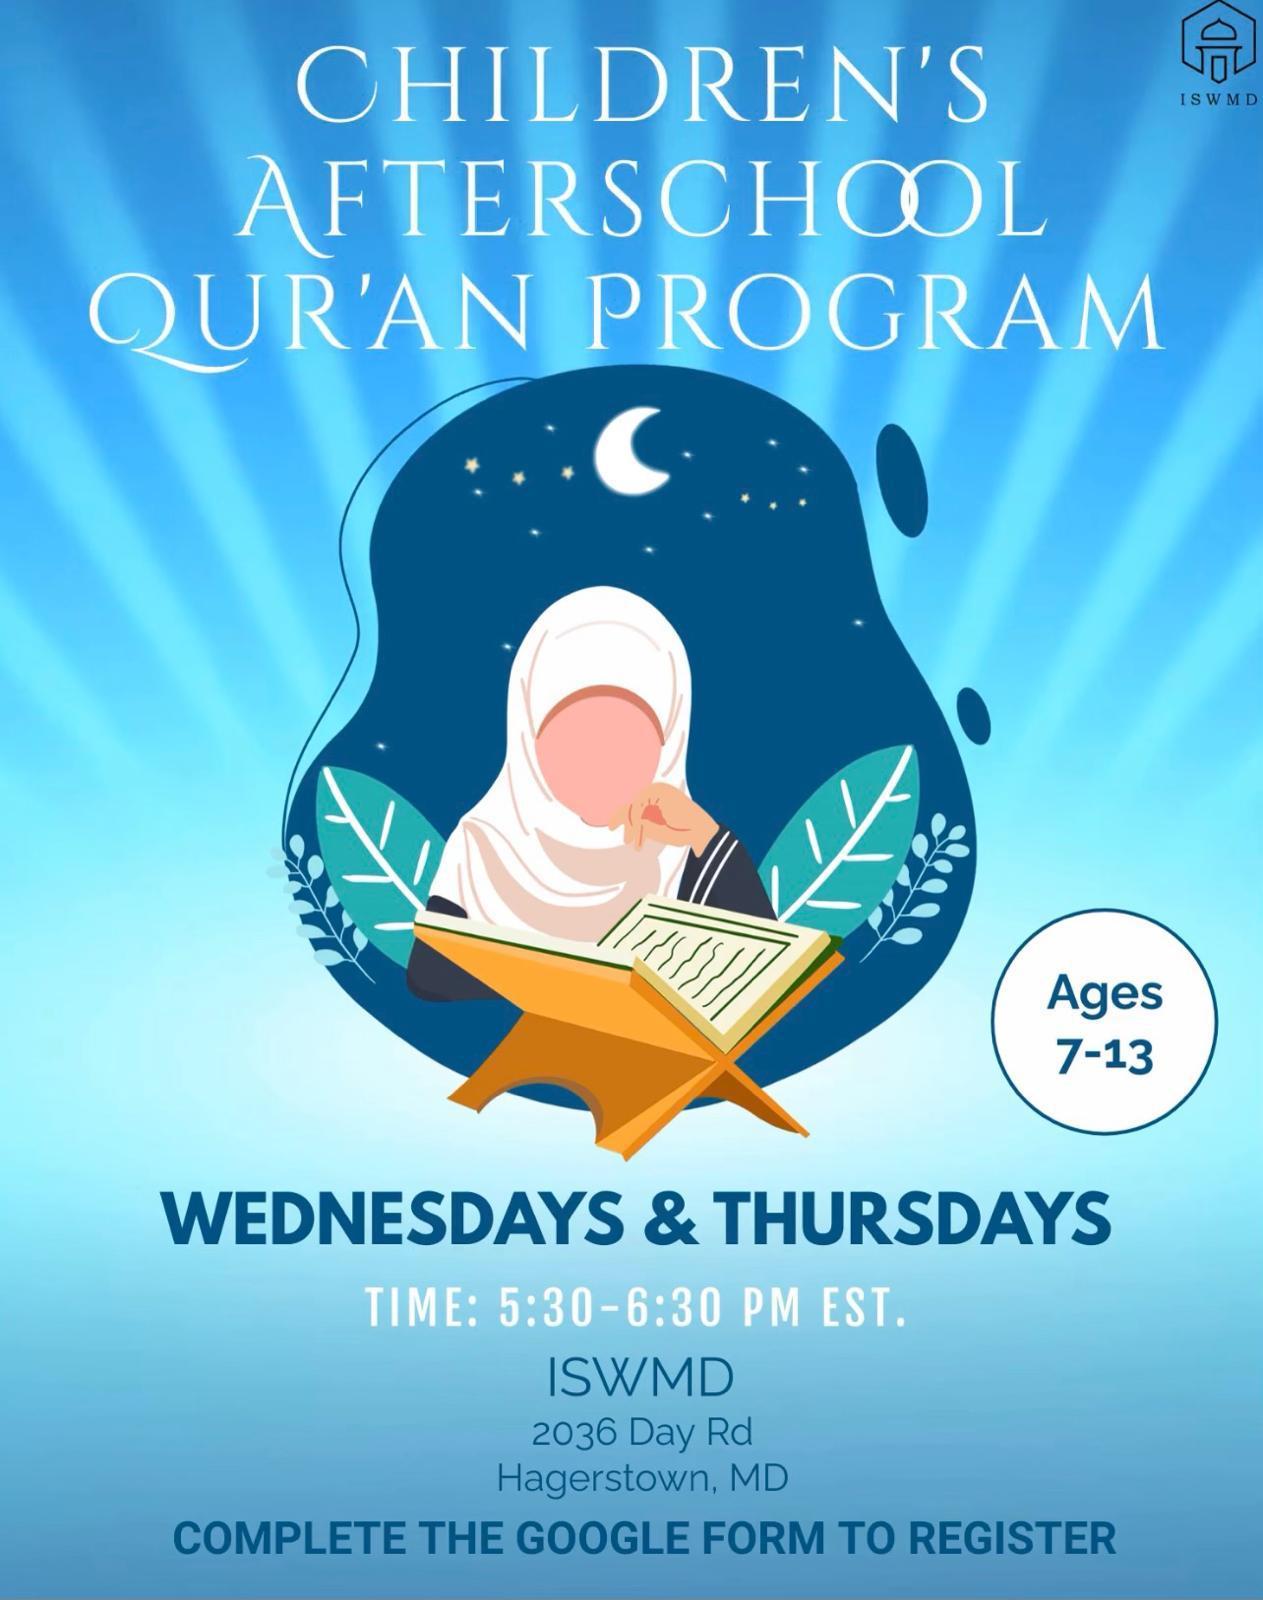 CHILDREN'S
AFTERSCHOOL
QUR'AN PROGRAM
ISWMD
Ages
7-13
WEDNESDAYS & THURSDAYS
TIME: 5:30-6:30 PM EST.
ISWMD
2036 Day Rd
Hagerstown, MD
COMPLETE THE GOOGLE FORM TO REGISTER